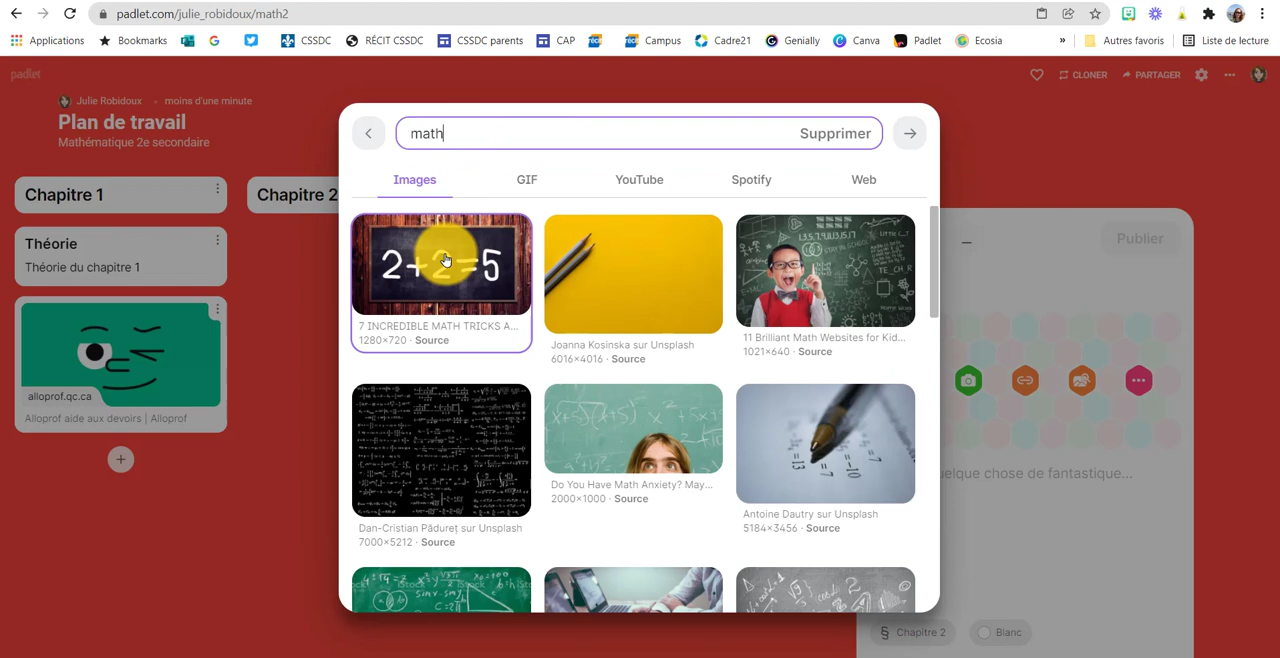 padlet.com/julie_robidoux/math2
Applications Bookmarks CSSDC RÉCIT CSSDC CSSDC parents CAP Campus Cadre21 Genially Canva Padlet Ecosia » Autres favoris Liste de lecture
padlet
CLONER PARTAGER
Julie Robidoux • moins d'une minute
Plan de travail
Mathématique 2e secondaire
math Supprimer
Images GIF YouTube Spotify Web
Chapitre 1 Chapitre 2
Théorie
Théorie du chapitre 1
alloprof.qc.ca
Alloprof aide aux devoirs | Alloprof
2+2=5
7 INCREDIBLE MATH TRICKS A...
1280×720 · Source
Joanna Kosinska sur Unsplash
6016×4016 · Source
11 Brilliant Math Websites for Kid...
1021×640 · Source
Dan-Cristian Pădureț sur Unsplash
7000×5212 · Source
Do You Have Math Anxiety? May...
2000×1000 · Source
Antoine Dautry sur Unsplash
5184×3456 · Source
Publier
elque chose de fantastique...
Chapitre 2 Blanc